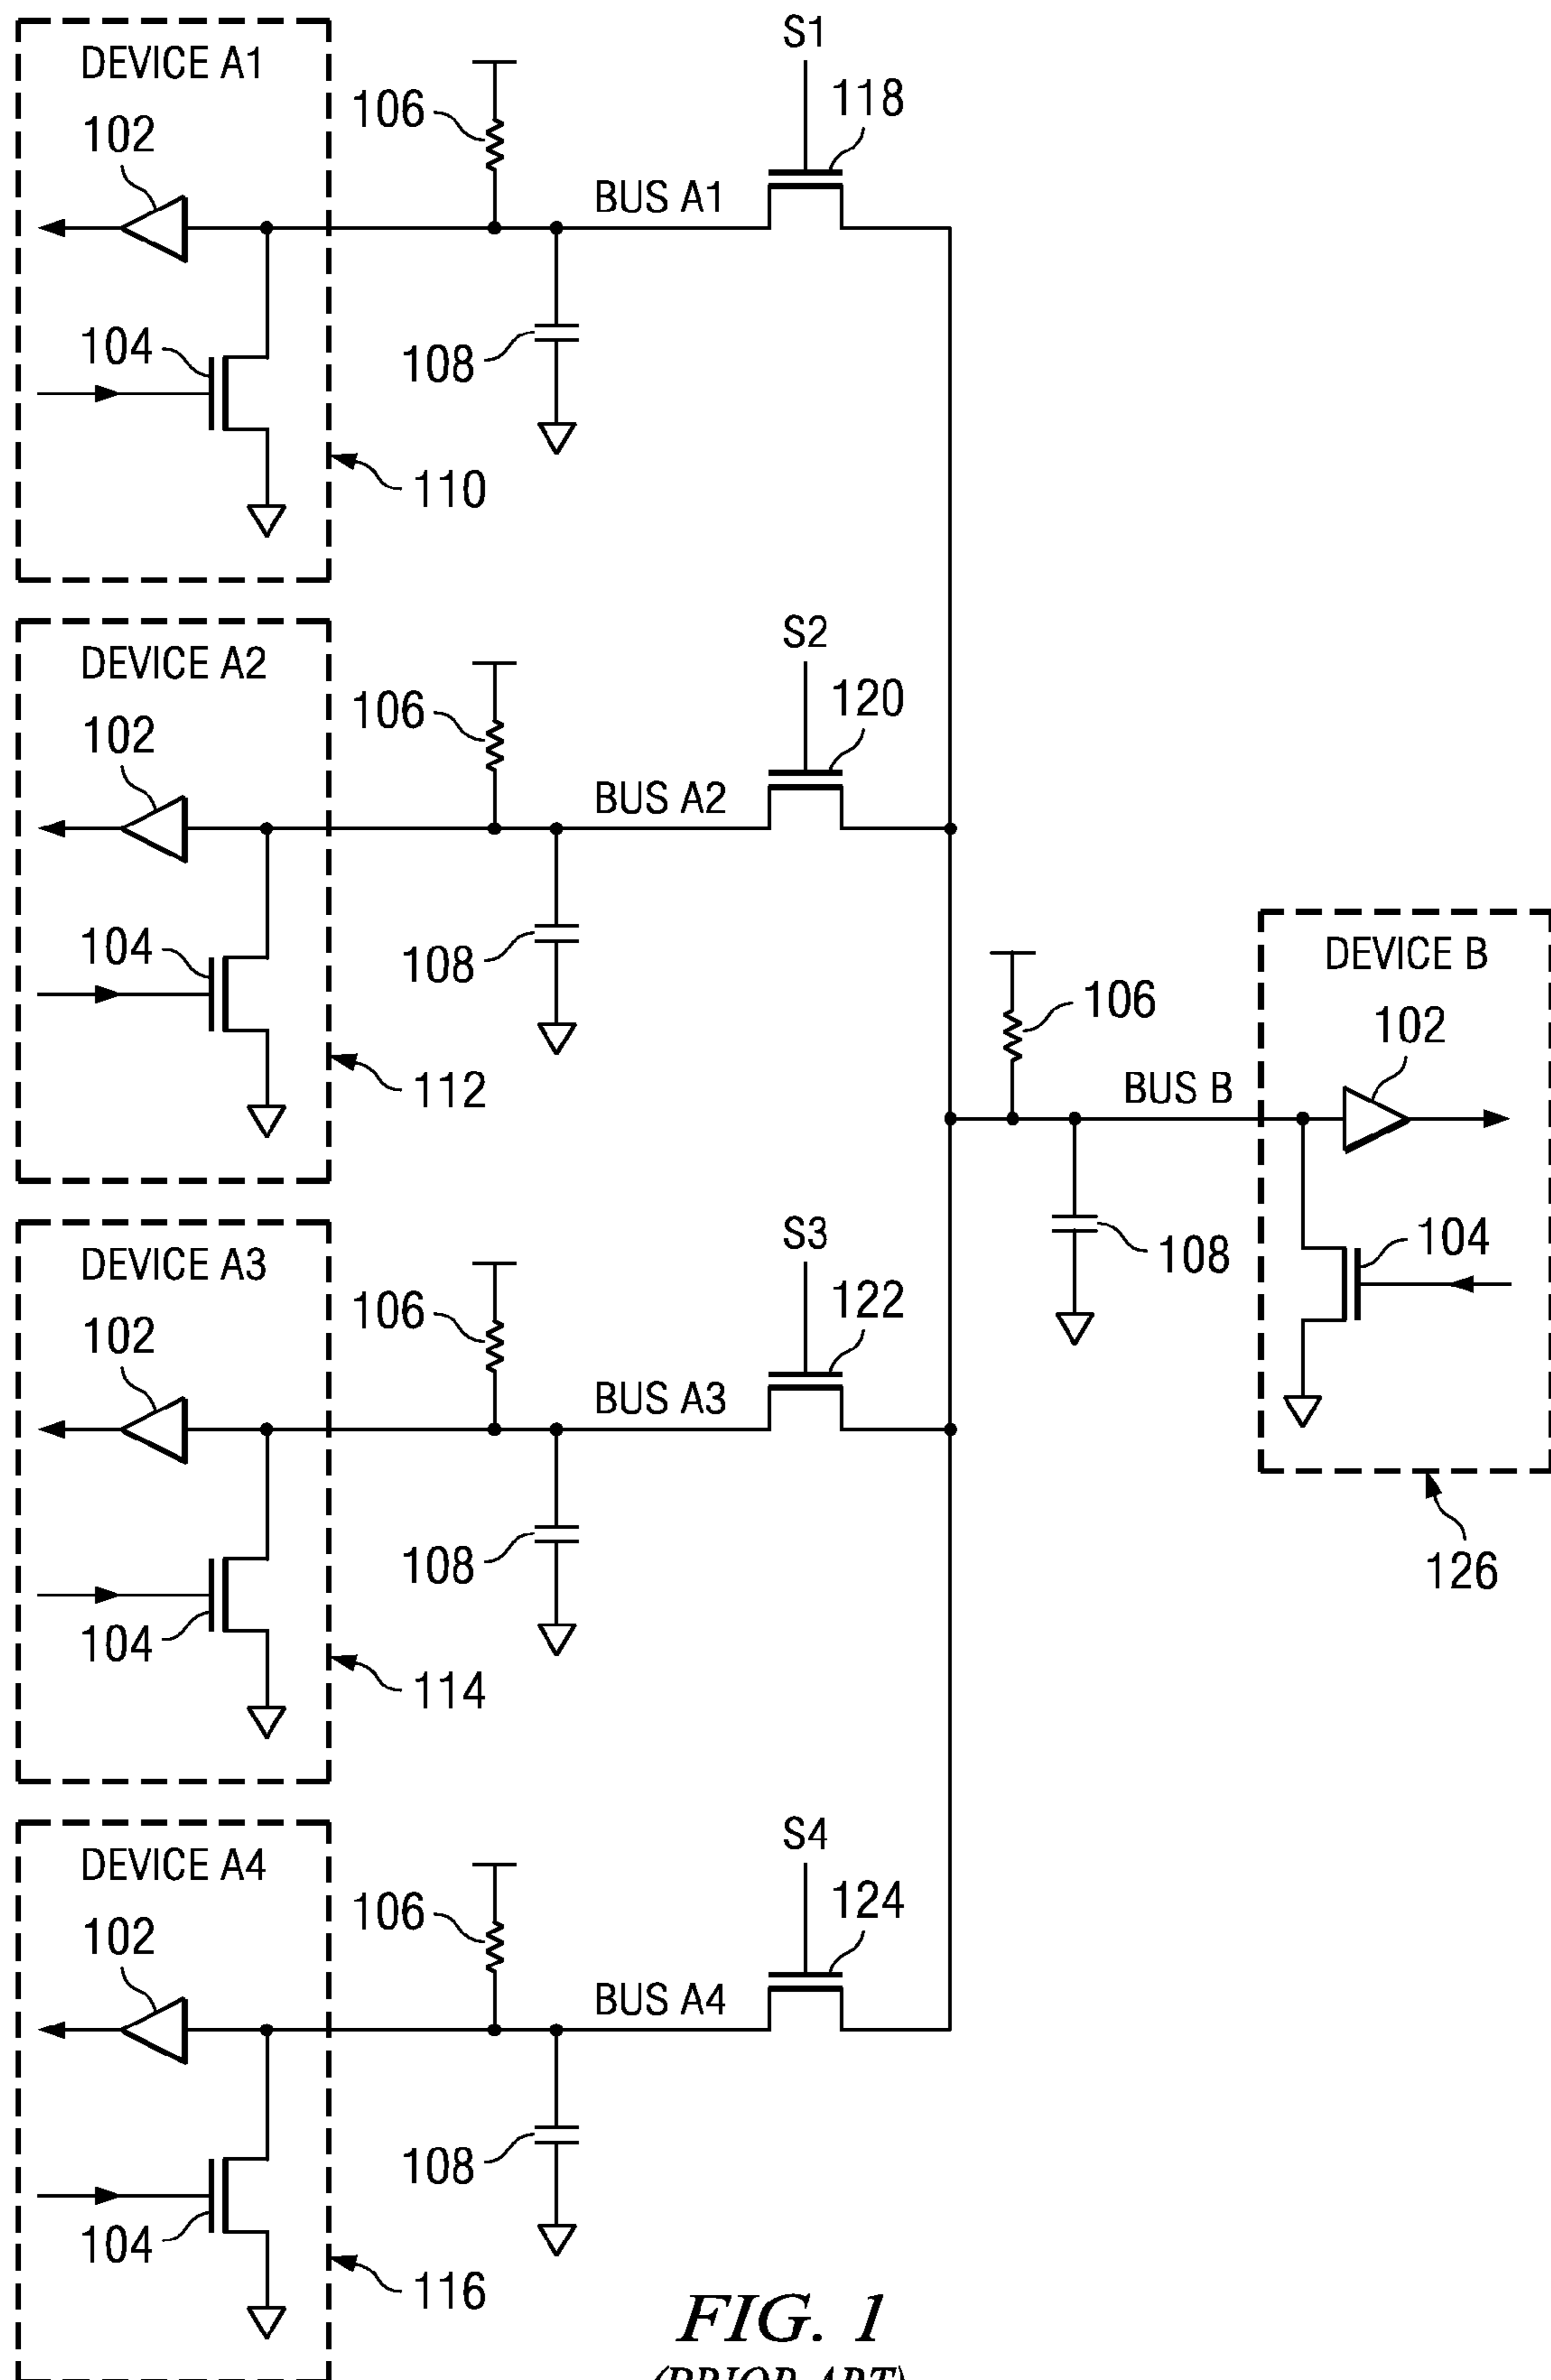 DEVICE A1
102
104
110
106
108
BUS A1
S1
118
DEVICE A2
102
104
112
106
108
BUS A2
S2
120
DEVICE A3
102
104
114
106
108
BUS A3
S3
122
DEVICE A4
102
104
116
106
108
BUS A4
S4
124
106
108
BUS B
DEVICE B
102
104
126
FIG. 1
(PRIOR ART)